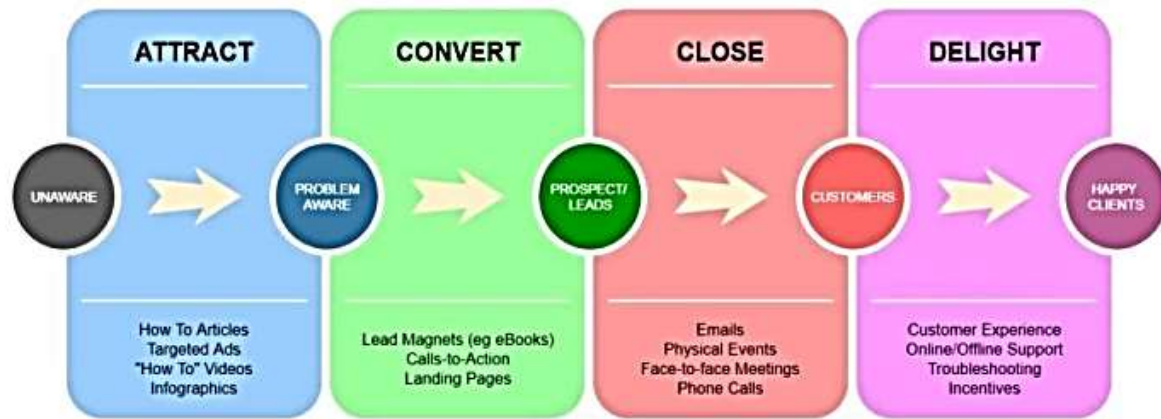 ATTRACT
CONVERT
CLOSE
DELIGHT
UNAWARE
PROBLEM
AWARE
PROSPECT/
LEADS
CUSTOMERS
HAPPY
CLIENTS
How To Articles
Targeted Ads
"How To" Videos
Infographics
Lead Magnets (eg eBooks)
Calls-to-Action
Landing Pages
Emails
Physical Events
Face-to-face Meetings
Phone Calls
Customer Experience
Online/Offline Support
Troubleshooting
Incentives